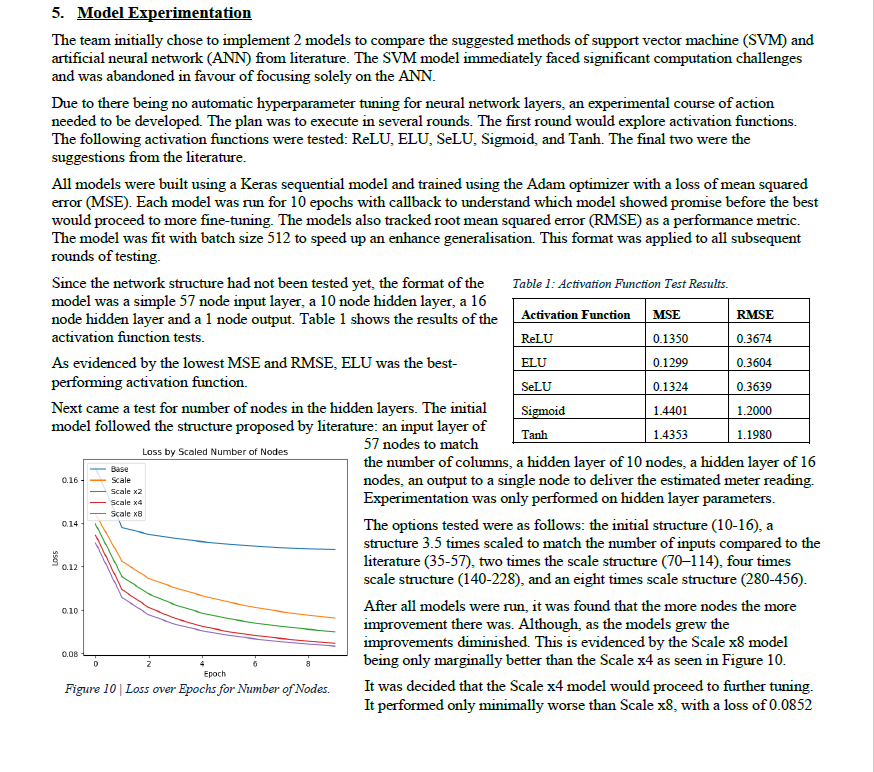 5. Model Experimentation
The team initially chose to implement 2 models to compare the suggested methods of support vector machine (SVM) and
artificial neural network (ANN) from literature. The SVM model immediately faced significant computation challenges
and was abandoned in favour of focusing solely on the ANN.
Due to there being no automatic hyperparameter tuning for neural network layers, an experimental course of action
needed to be developed. The plan was to execute in several rounds. The first round would explore activation functions.
The following activation functions were tested: ReLU, ELU, SeLU, Sigmoid, and Tanh. The final two were the
suggestions from the literature.
All models were built using a Keras sequential model and trained using the Adam optimizer with a loss of mean squared
error (MSE). Each model was run for 10 epochs with callback to understand which model showed promise before the best
would proceed to more fine-tuning. The models also tracked root mean squared error (RMSE) as a performance metric.
The model was fit with batch size 512 to speed up an enhance generalisation. This format was applied to all subsequent
rounds of testing.
Since the network structure had not been tested yet, the format of the
model was a simple 57 node input layer, a 10 node hidden layer, a 16
node hidden layer and a 1 node output. Table 1 shows the results of the
activation function tests.
As evidenced by the lowest MSE and RMSE, ELU was the best-
performing activation function.
Table 1: Activation Function Test Results.
Activation Function MSE RMSE
ReLU 0.1350 0.3674
ELU 0.1299 0.3604
SeLU 0.1324 0.3639
Sigmoid 1.4401 1.2000
Tanh 1.4353 1.1980
Next came a test for number of nodes in the hidden layers. The initial
model followed the structure proposed by literature: an input layer of
57 nodes to match
the number of columns, a hidden layer of 10 nodes, a hidden layer of 16
nodes, an output to a single node to deliver the estimated meter reading.
Experimentation was only performed on hidden layer parameters.
The options tested were as follows: the initial structure (10-16), a
structure 3.5 times scaled to match the number of inputs compared to the
literature (35-57), two times the scale structure (70–114), four times
scale structure (140-228), and an eight times scale structure (280-456).
After all models were run, it was found that the more nodes the more
improvement there was. Although, as the models grew the
improvements diminished. This is evidenced by the Scale x8 model
being only marginally better than the Scale x4 as seen in Figure 10.
It was decided that the Scale x4 model would proceed to further tuning.
It performed only minimally worse than Scale x8, with a loss of 0.0852
Loss by Scaled Number of Nodes
Base
Scale
Scale x2
Scale x4
Scale x8
0.16
0.14
0.12
0.10
0.08
Loss
0 2 4 6 8
Epoch
Figure 10 | Loss over Epochs for Number of Nodes.